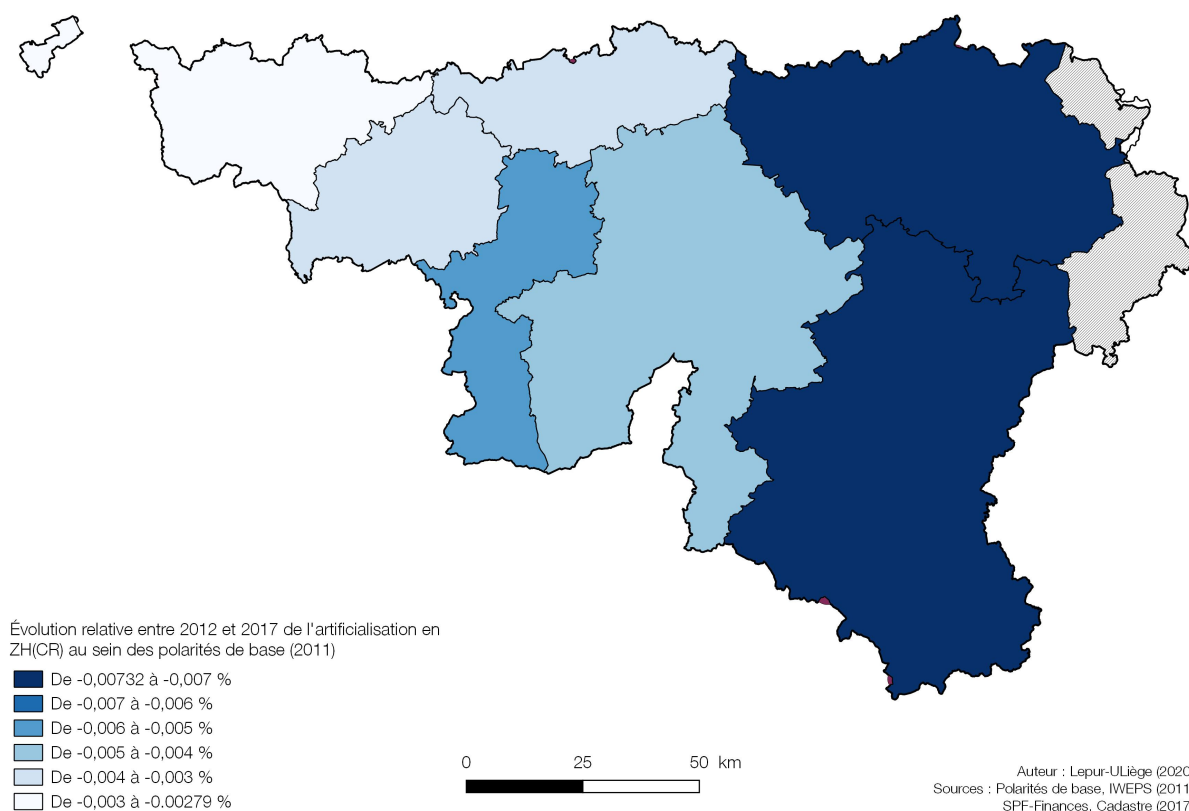 Évolution relative entre 2012 et 2017 de l'artificialisation en
ZH(CR) au sein des polarités de base (2011)
De -0,00732 à -0,007 %
De -0,007 à -0,006 %
De -0,006 à -0,005 %
De -0,005 à -0,004 %
De -0,004 à -0,003 %
De -0,003 à -0.00279 %
0 25 50 km
Auteur : Lepur-ULiège (2020
Sources : Polarités de base, IWEPS (2011
SPF-Finances, Cadastre (2017